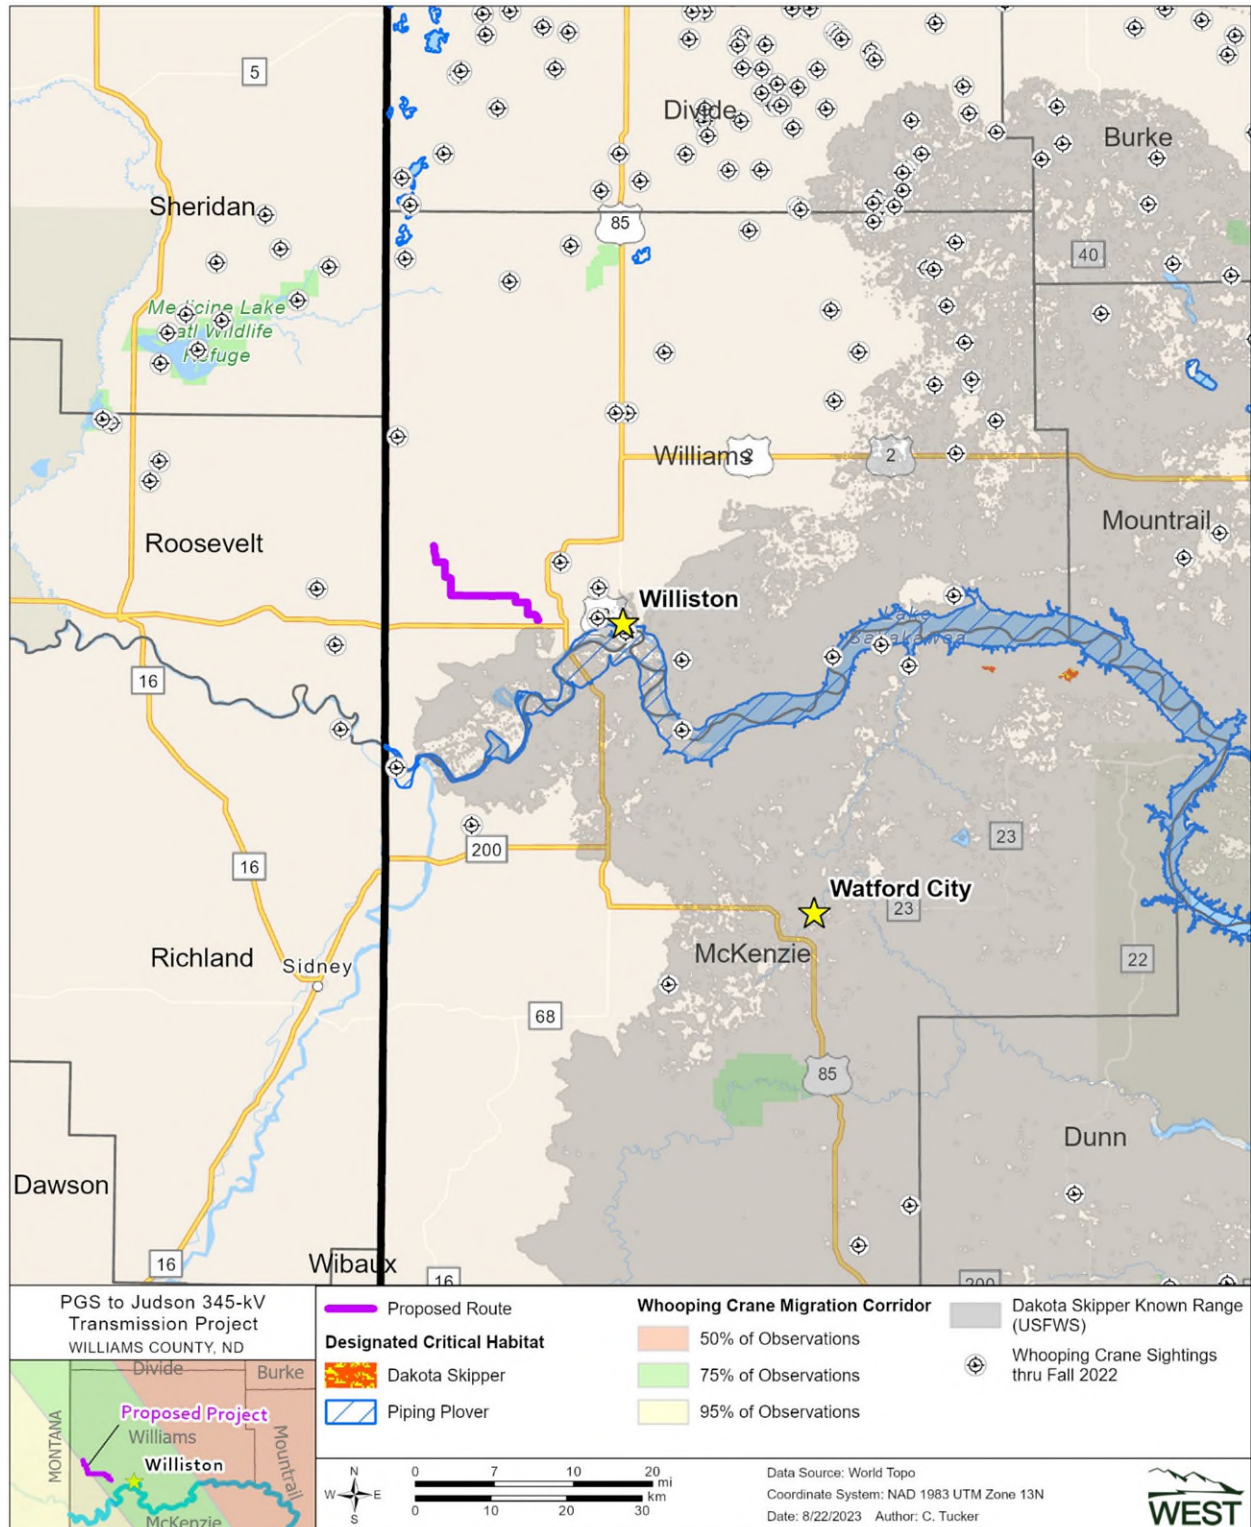 5
Divide
Burke
Sheridan
85
40
Medicine Lake
Natl Wildlife
Refuge
Williams
2
2
Mountrail
Roosevelt
Williston
Lake
Sakakawea
16
200
23
16
Watford City
23
Richland
McKenzie
22
Sidney
68
85
Dunn
Dawson
16
Wibaux
16
200
PGS to Judson 345-kV
Transmission Project
WILLIAMS COUNTY, ND
Divide
Burke
MONTANA
Proposed Project
Williams
Mountrail
Williston
McKenzie
Proposed Route
Designated Critical Habitat
Dakota Skipper
Piping Plover
Whooping Crane Migration Corridor
50% of Observations
75% of Observations
95% of Observations
Dakota Skipper Known Range
(USFWS)
Whooping Crane Sightings
thru Fall 2022
N
W E
S
0 7 10 20
mi
km
0 10 20 30
Data Source: World Topo
Coordinate System: NAD 1983 UTM Zone 13N
Date: 8/22/2023 Author: C. Tucker
WEST